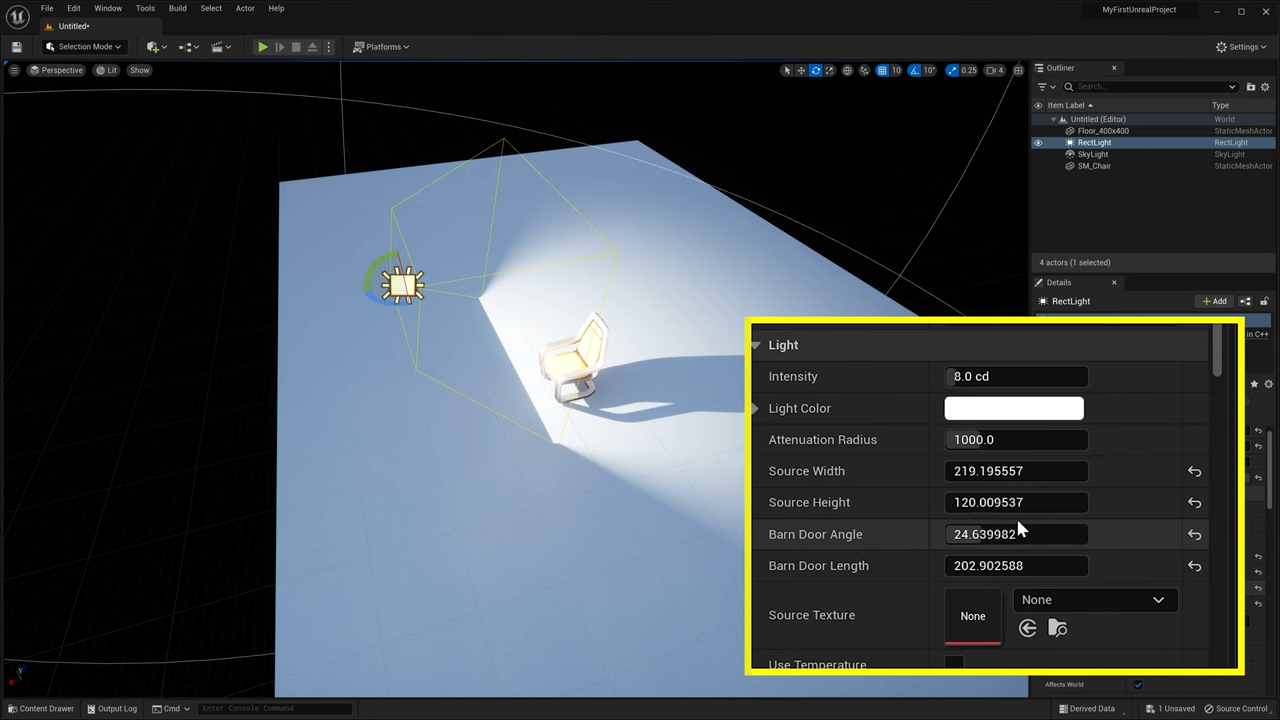 File Edit Window Tools Build Select Actor Help
MyFirstUnrealProject
Untitled*
Selection Mode
Platforms
Settings
Perspective Lit Show
10 10° 0.25 4
Outliner
Search...
Item Label Type
Untitled (Editor) World
Floor_400x400 StaticMeshActor
RectLight RectLight
SkyLight SkyLight
SM_Chair StaticMeshActor
4 actors (1 selected)
Details
RectLight + Add
in C++
Light
Intensity 8.0 cd
Light Color
Attenuation Radius 1000.0
Source Width 219.195557
Source Height 120.009537
Barn Door Angle 24.639982
Barn Door Length 202.902588
Source Texture None None
Use Temperature
Affects World
Content Drawer Output Log Cmd Enter Console Command Derived Data 1 Unsaved Source Control